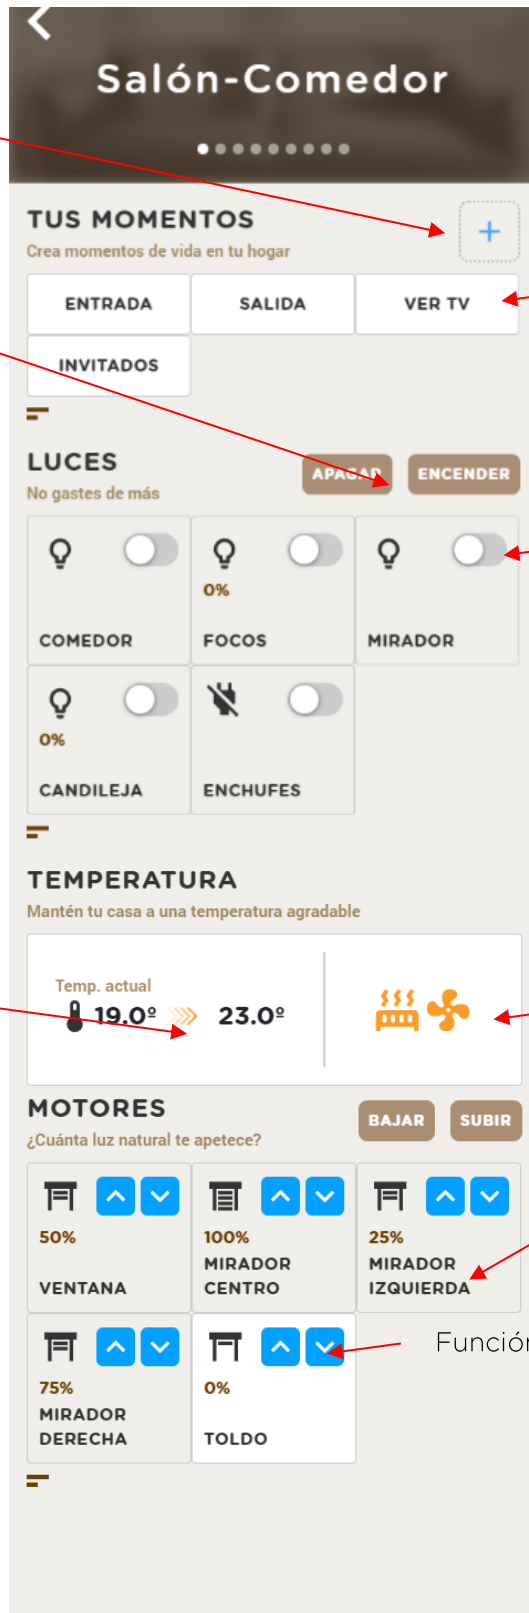 Salón-Comedor
TUS MOMENTOS
Crea momentos de vida en tu hogar
ENTRADA SALIDA VER TV
INVITADOS
LUCES
No gastes de más
APAGAR ENCENDER
0%
COMEDOR FOCOS MIRADOR
0%
CANDILEJA ENCHUFES
TEMPERATURA
Mantén tu casa a una temperatura agradable
Temp. actual
19.0º 23.0º
MOTORES
¿Cuánta luz natural te apetece?
BAJAR SUBIR
50% 100% 25%
VENTANA MIRADOR CENTRO MIRADOR IZQUIERDA
Función
75% 0%
MIRADOR DERECHA TOLDO